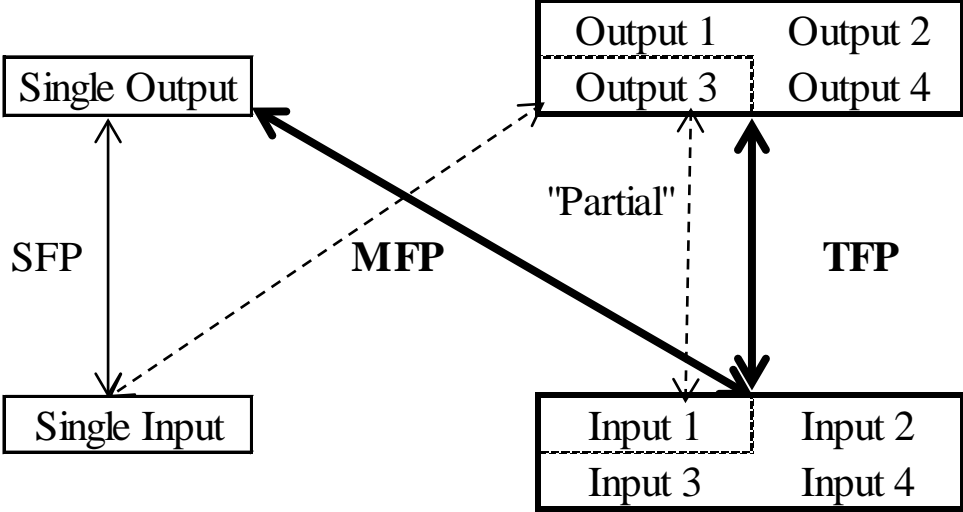 Output 1 Output 2
Single Output Output 3 Output 4
"Partial"
SFP MFP TFP
Single Input Input 1 Input 2
Input 3 Input 4